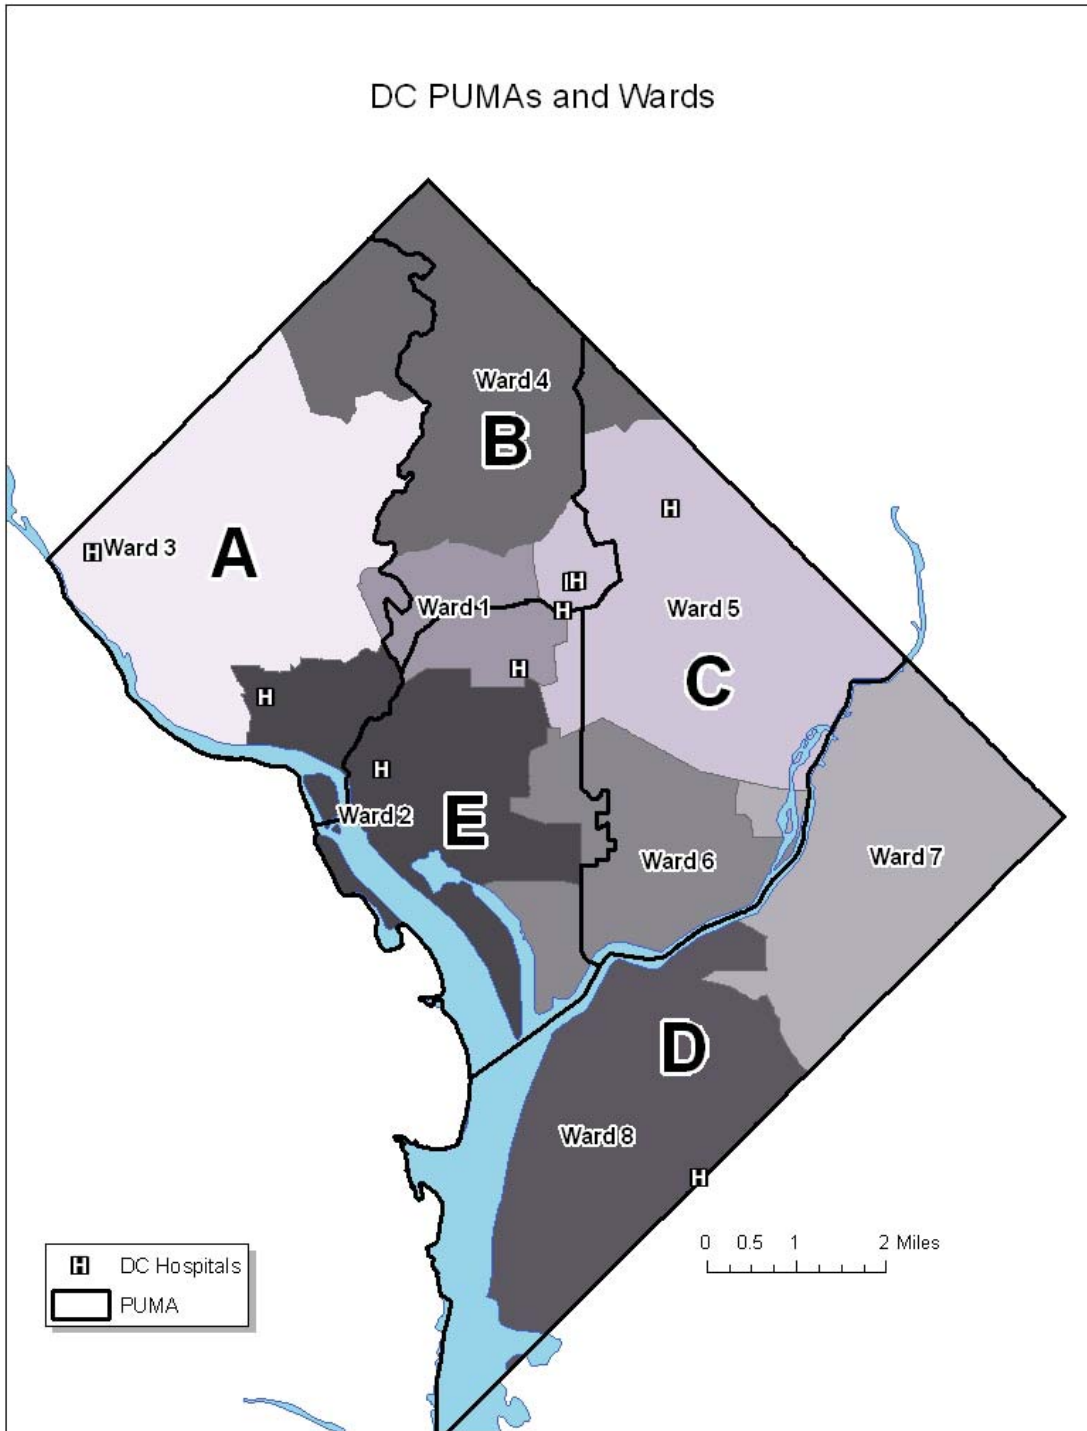 DC PUMAs and Wards
Ward 4
B
H
H Ward 3
A
H H
Ward 1
H
Ward 5
H
C
H
H
Ward 2
E
Ward 6
Ward 7
D
Ward 8
H
0 0.5 1 2 Miles
H DC Hospitals
PUMA